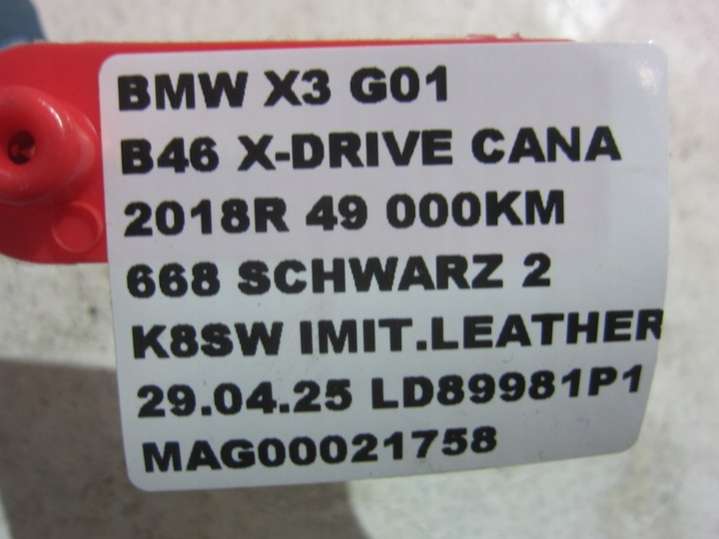 BMW X3 G01
B46 X-DRIVE CANA
2018R 49 000KM
668 SCHWARZ 2
K8SW IMIT.LEATHER
29.04.25 LD89981P1
MAG00021758